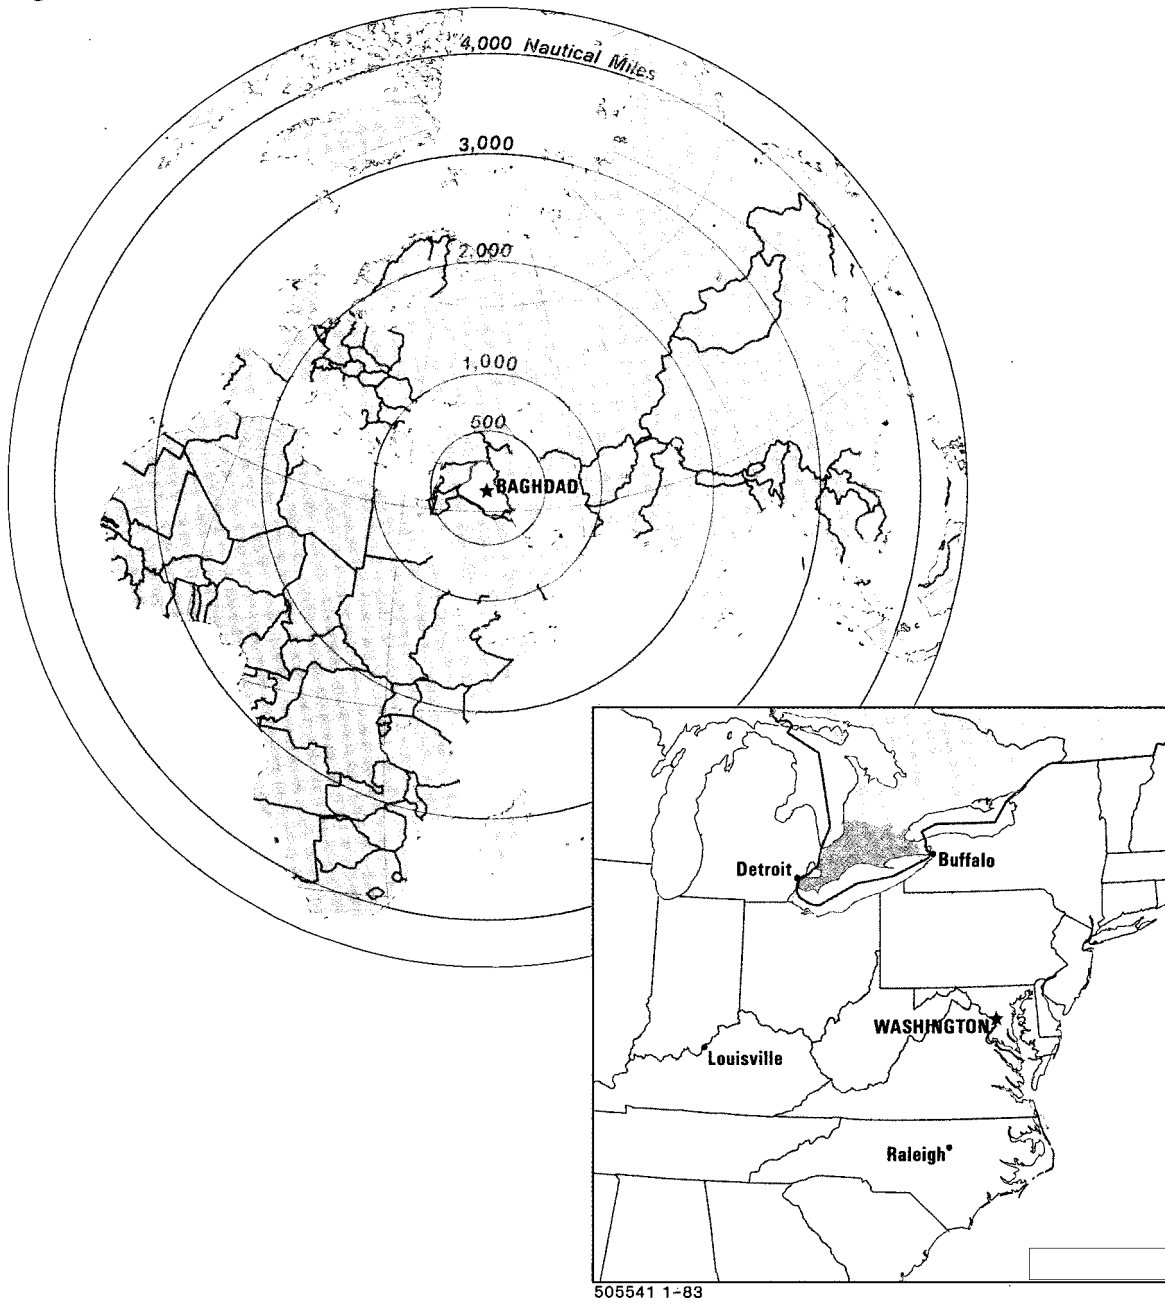 4,000 Nautical Miles
3,000
2,000
1,000
500
BAGHDAD
Detroit
Buffalo
WASHINGTON
Louisville
Raleigh
505541 1-83